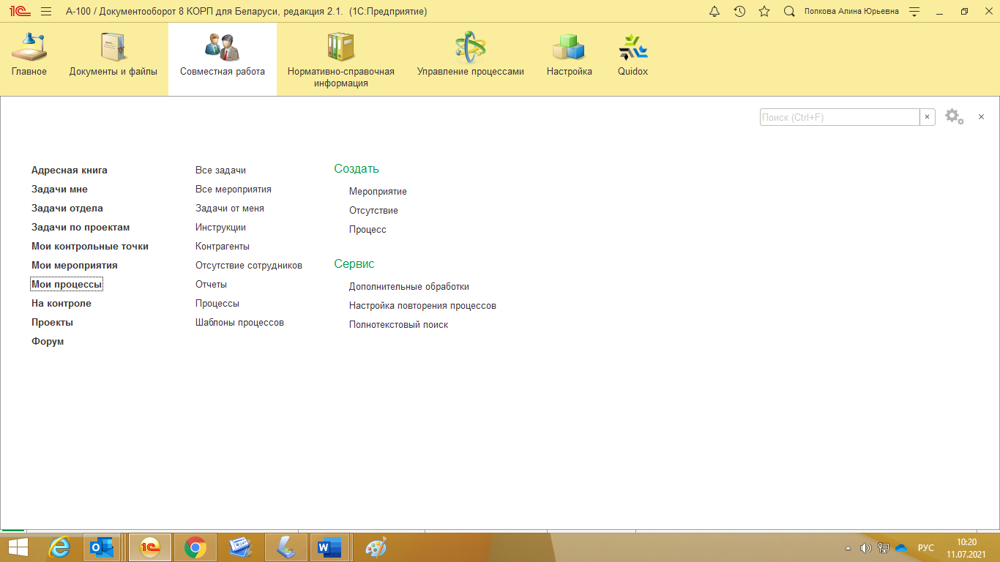 1С А-100 / Документооборот 8 КОРП для Беларуси, редакция 2.1. (1С:Предприятие) Попкова Алина Юрьевна
Главное
Документы и файлы
Совместная работа
Нормативно-справочная
информация
Управление процессами
Настройка
Quidox
Поиск (Ctrl+F)
Адресная книга
Задачи мне
Задачи отдела
Задачи по проектам
Мои контрольные точки
Мои мероприятия
Мои процессы
На контроле
Проекты
Форум
Все задачи
Все мероприятия
Задачи от меня
Инструкции
Контрагенты
Отсутствие сотрудников
Отчеты
Процессы
Шаблоны процессов
Создать
Мероприятие
Отсутствие
Процесс
Сервис
Дополнительные обработки
Настройка повторения процессов
Полнотекстовый поиск
РУС
10:20
11.07.2021